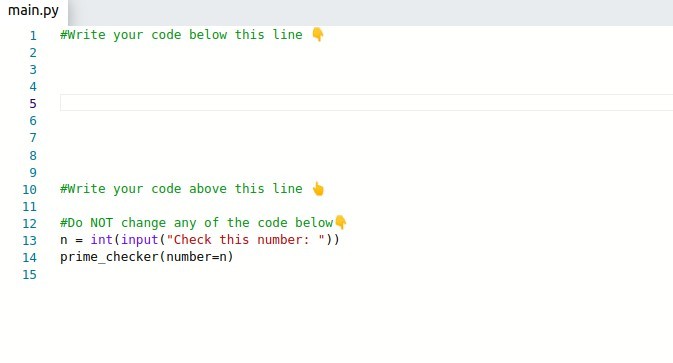 main.py
1 #Write your code below this line 👇
2
3
4
5
6
7
8
9
10 #Write your code above this line 👆
11
12 #Do NOT change any of the code below👇
13 n = int(input("Check this number: "))
14 prime_checker(number=n)
15